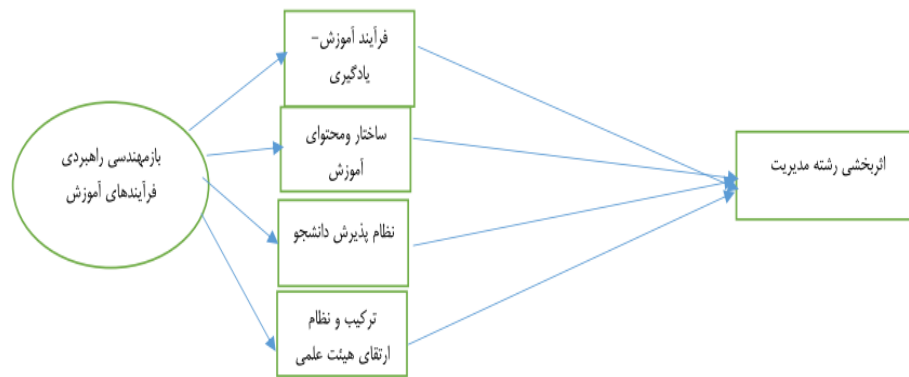 بازمهندسی راهبردی
فرآیندهای آموزش
فرآیند آموزش-
یادگیری
ساختار ومحتوای
آموزش
نظام پذیرش دانشجو
ترکیب و نظام
ارتقای هیئت علمی
اثربخشی رشته مدیریت